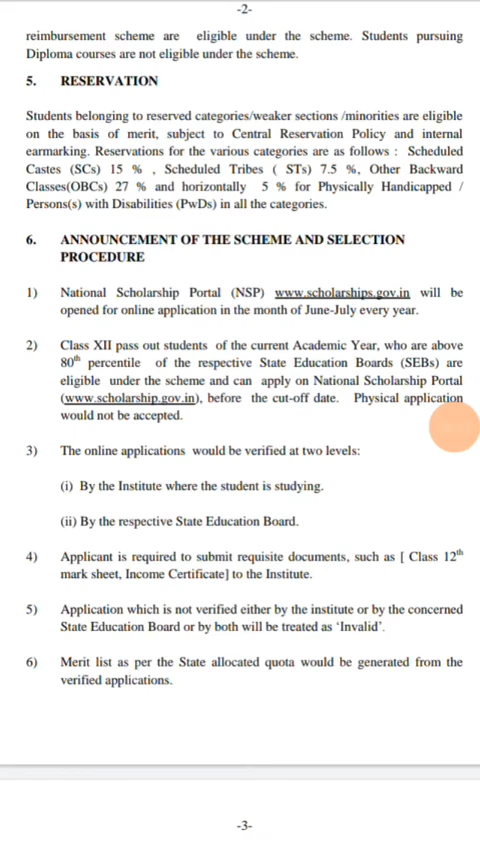 -2-
reimbursement scheme are eligible under the scheme. Students pursuing
Diploma courses are not eligible under the scheme.
5. RESERVATION
Students belonging to reserved categories/weaker sections /minorities are eligible
on the basis of merit, subject to Central Reservation Policy and internal
earmarking. Reservations for the various categories are as follows : Scheduled
Castes (SCs) 15 % , Scheduled Tribes ( STs) 7.5 %, Other Backward
Classes(OBCs) 27 % and horizontally 5 % for Physically Handicapped /
Persons(s) with Disabilities (PwDs) in all the categories.
6. ANNOUNCEMENT OF THE SCHEME AND SELECTION
PROCEDURE
1) National Scholarship Portal (NSP) www.scholarships.gov.in will be
opened for online application in the month of June-July every year.
2) Class XII pass out students of the current Academic Year, who are above
80th percentile of the respective State Education Boards (SEBs) are
eligible under the scheme and can apply on National Scholarship Portal
(www.scholarship.gov.in), before the cut-off date. Physical application
would not be accepted.
3) The online applications would be verified at two levels:
(i) By the Institute where the student is studying.
(ii) By the respective State Education Board.
4) Applicant is required to submit requisite documents, such as [ Class 12th
mark sheet, Income Certificate] to the Institute.
5) Application which is not verified either by the institute or by the concerned
State Education Board or by both will be treated as ‘Invalid’.
6) Merit list as per the State allocated quota would be generated from the
verified applications.
-3-